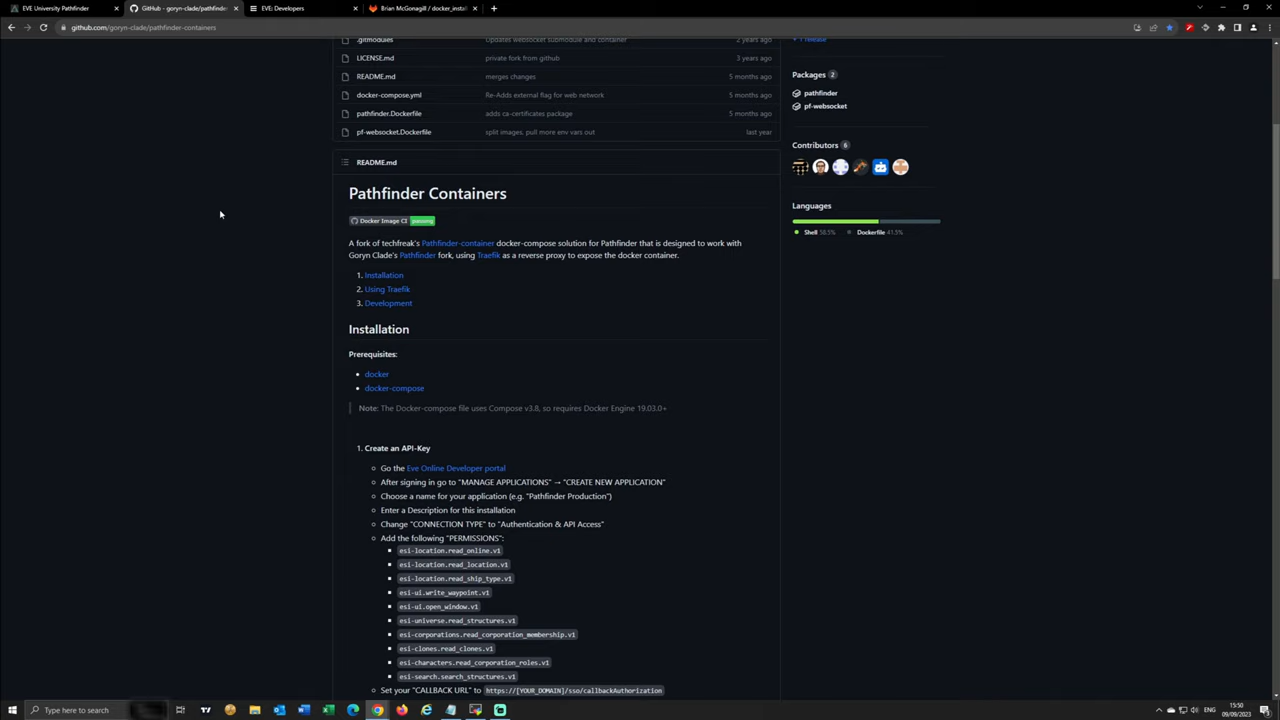 EVE University Pathfinder
GitHub - goryn-clade/pathfinder
EVE: Developers
Brian McGonagill / docker_instal
github.com/goryn-clade/pathfinder-containers
.gitmodules
Updates websocket submodule and container
2 years ago
LICENSE.md
private fork from github
3 years ago
README.md
merges changes
5 months ago
docker-compose.yml
Re-Adds external flag for web network
5 months ago
pathfinder.Dockerfile
adds ca-certificates package
5 months ago
pf-websocket.Dockerfile
split images, pull more env vars out
last year
+ 1 release
Packages 2
pathfinder
pf-websocket
Contributors 6
Languages
Shell 58.5%
Dockerfile 41.5%
README.md
Pathfinder Containers
Docker Image CI passing
A fork of techfreak's Pathfinder-container docker-compose solution for Pathfinder that is designed to work with
Goryn Clade's Pathfinder fork, using Traefik as a reverse proxy to expose the docker container.
1. Installation
2. Using Traefik
3. Development
Installation
Prerequisites:
• docker
• docker-compose
Note: The Docker-compose file uses Compose v3.8, so requires Docker Engine 19.03.0+
1. Create an API-Key
Go the Eve Online Developer portal
After signing in go to "MANAGE APPLICATIONS" → "CREATE NEW APPLICATION"
Choose a name for your application (e.g. "Pathfinder Production")
Enter a Description for this installation
Change "CONNECTION TYPE" to "Authentication & API Access"
Add the following "PERMISSIONS":
esi-location.read_online.v1
esi-location.read_location.v1
esi-location.read_ship_type.v1
esi-ui.write_waypoint.v1
esi-ui.open_window.v1
esi-universe.read_structures.v1
esi-corporations.read_corporation_membership.v1
esi-clones.read_clones.v1
esi-characters.read_corporation_roles.v1
esi-search.search_structures.v1
Set your "CALLBACK URL" to https://[YOUR_DOMAIN]/sso/callbackAuthorization
Type here to search
ENG
15:50
09/09/2023